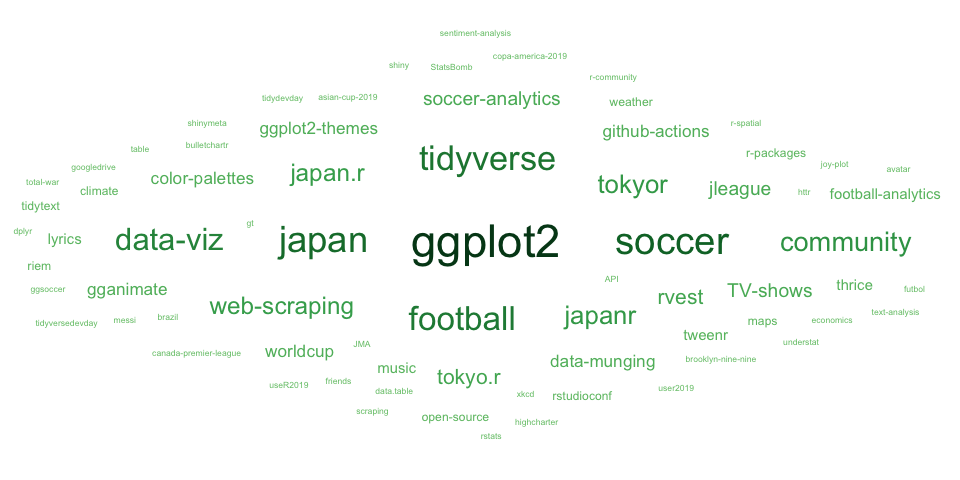 sentiment-analysis
copa-america-2019
shiny
StatsBomb
r-community
tidydevday
asian-cup-2019
soccer-analytics
weather
shinymeta
ggplot2-themes
github-actions
r-spatial
table
bulletchartr
tidyverse
r-packages
googledrive
japan.r
joy-plot
avatar
total-war
climate
color-palettes
tokyor
jleague
httr
football-analytics
tidytext
dplyr
lyrics
data-viz
gt
japan
ggplot2
soccer
community
riem
ggsoccer
gganimate
API
rvest
TV-shows
thrice
futbol
web-scraping
tidyversedevday
messi
brazil
football
japanr
tweenr
maps
economics
text-analysis
canada-premier-league
worldcup
JMA
data-munging
brooklyn-nine-nine
understat
music
tokyo.r
useR2019
friends
data.table
xkcd
rstudioconf
user2019
scraping
open-source
highcharter
rstats